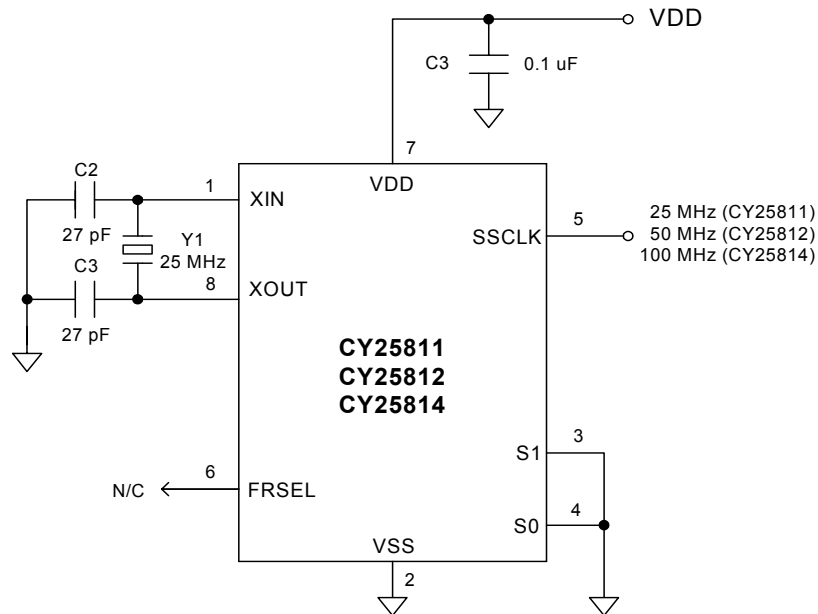 VDD
C3 0.1 uF
7
VDD
C2
27 pF
1
XIN
Y1
25 MHz
C3
27 pF
8
XOUT
SSCLK
5
25 MHz (CY25811)
50 MHz (CY25812)
100 MHz (CY25814)
CY25811
CY25812
CY25814
S1
3
N/C
6
FRSEL
S0
4
VSS
2